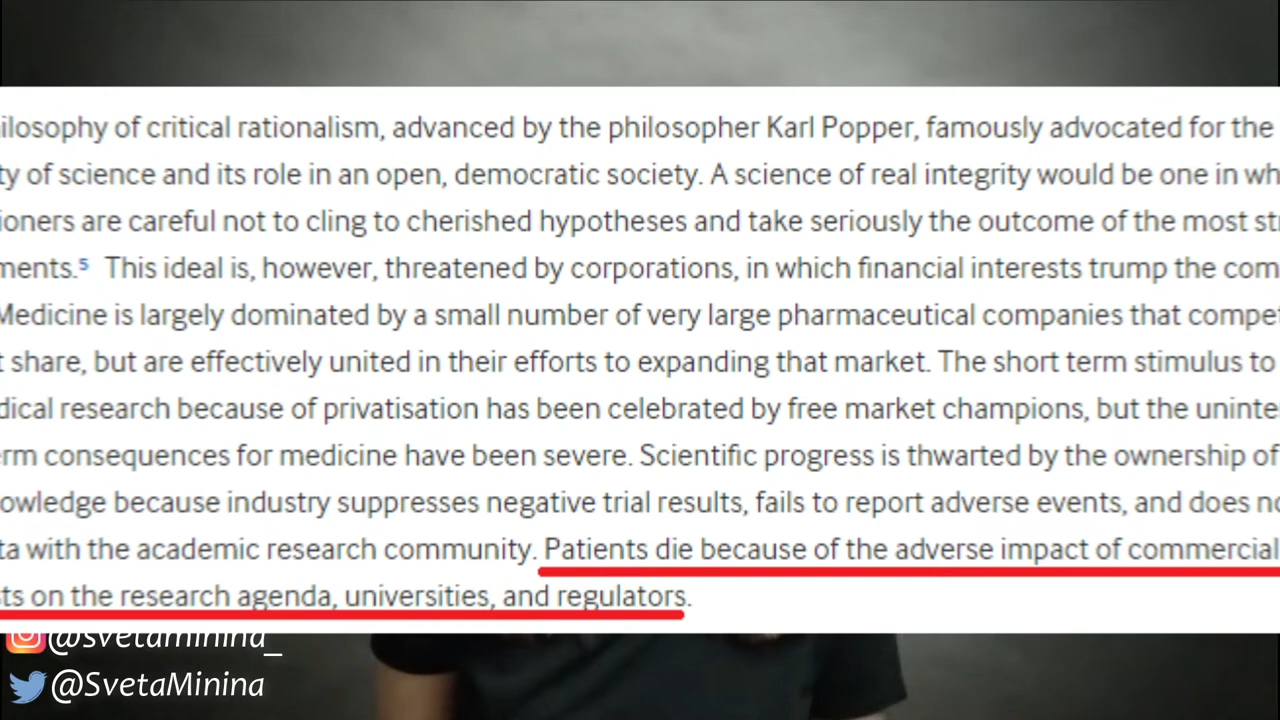 ilosophy of critical rationalism, advanced by the philosopher Karl Popper, famously advocated for the
ty of science and its role in an open, democratic society. A science of real integrity would be one in wh
ioners are careful not to cling to cherished hypotheses and take seriously the outcome of the most st
ments.⁵ This ideal is, however, threatened by corporations, in which financial interests trump the com
Medicine is largely dominated by a small number of very large pharmaceutical companies that compe
t share, but are effectively united in their efforts to expanding that market. The short term stimulus to
dical research because of privatisation has been celebrated by free market champions, but the uninte
erm consequences for medicine have been severe. Scientific progress is thwarted by the ownership of
owledge because industry suppresses negative trial results, fails to report adverse events, and does no
ta with the academic research community. Patients die because of the adverse impact of commercial
sts on the research agenda, universities, and regulators.
@svetaminina_
@SvetaMinina